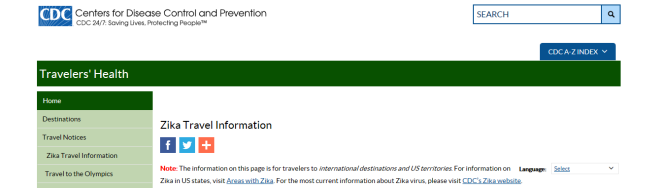 CDC Centers for Disease Control and Prevention
CDC 24/7: Saving Lives, Protecting People™
SEARCH
CDC A-Z INDEX
Travelers' Health
Home
Destinations
Travel Notices
Zika Travel Information
Travel to the Olympics
Zika Travel Information
Note: The information on this page is for travelers to international destinations and US territories. For information on
Zika in US states, visit Areas with Zika. For the most current information about Zika virus, please visit CDC's Zika website.
Language: Select